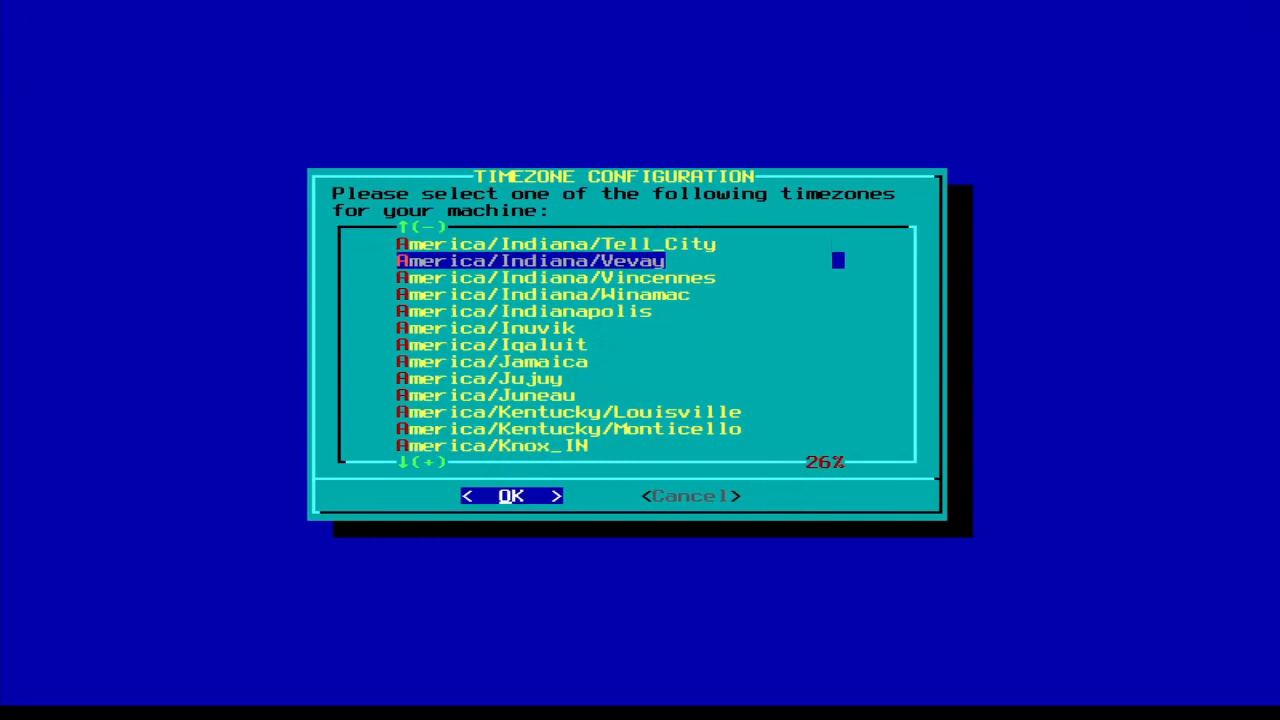 TIMEZONE CONFIGURATION
Please select one of the following timezones
for your machine:
↑(-)
America/Indiana/Tell_City
America/Indiana/Vevay
America/Indiana/Vincennes
America/Indiana/Winamac
America/Indianapolis
America/Inuvik
America/Iqaluit
America/Jamaica
America/Jujuy
America/Juneau
America/Kentucky/Louisville
America/Kentucky/Monticello
America/Knox_IN
↓(+) 26%
< OK > <Cancel>